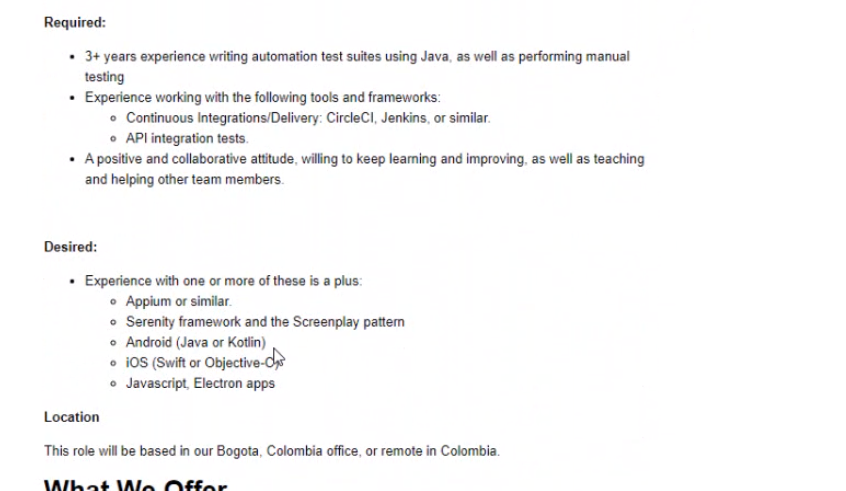 Required:
• 3+ years experience writing automation test suites using Java, as well as performing manual
testing
• Experience working with the following tools and frameworks:
o Continuous Integrations/Delivery: CircleCI, Jenkins, or similar.
o API integration tests.
• A positive and collaborative attitude, willing to keep learning and improving, as well as teaching
and helping other team members.
Desired:
• Experience with one or more of these is a plus:
o Appium or similar.
o Serenity framework and the Screenplay pattern
o Android (Java or Kotlin)
o iOS (Swift or Objective-C)
o Javascript, Electron apps
Location
This role will be based in our Bogota, Colombia office, or remote in Colombia.
What We Offer